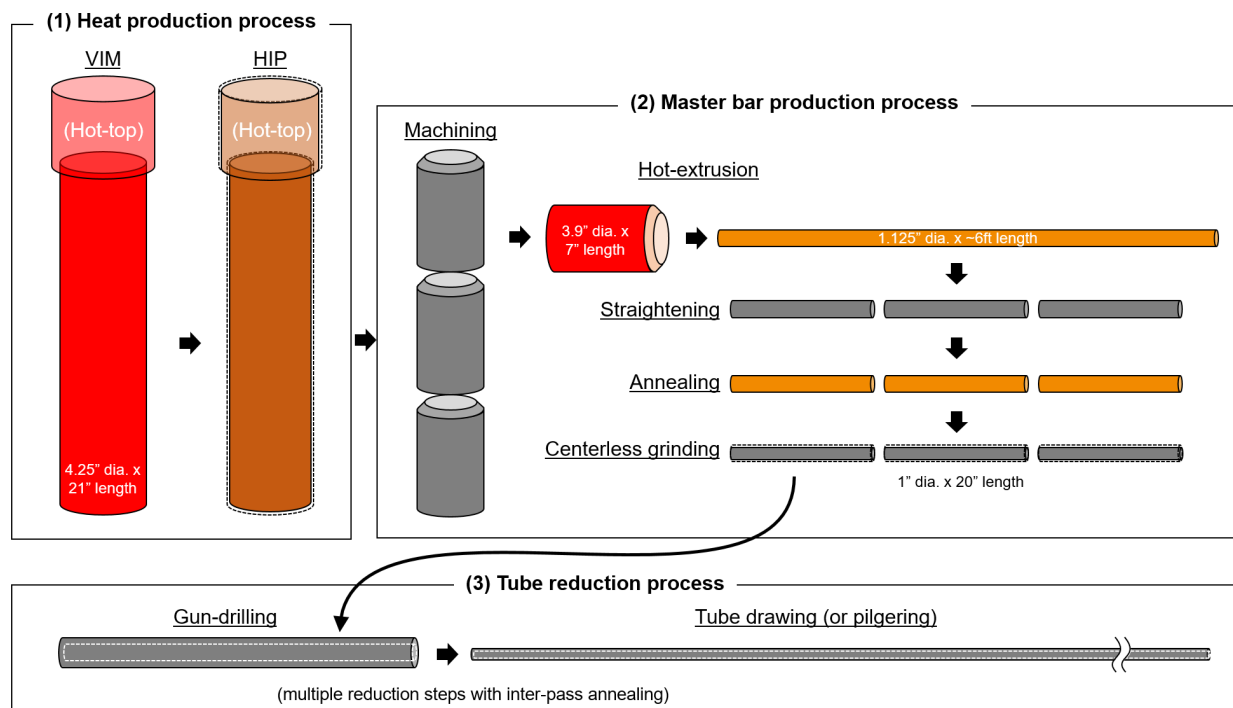 (1) Heat production process
VIM
HIP
(Hot-top)
(Hot-top)
4.25” dia. x
21” length
(2) Master bar production process
Machining
Hot-extrusion
3.9” dia. x
7” length
1.125” dia. x ~6ft length
Straightening
Annealing
Centerless grinding
1” dia. x 20” length
(3) Tube reduction process
Gun-drilling
Tube drawing (or pilgering)
(multiple reduction steps with inter-pass annealing)